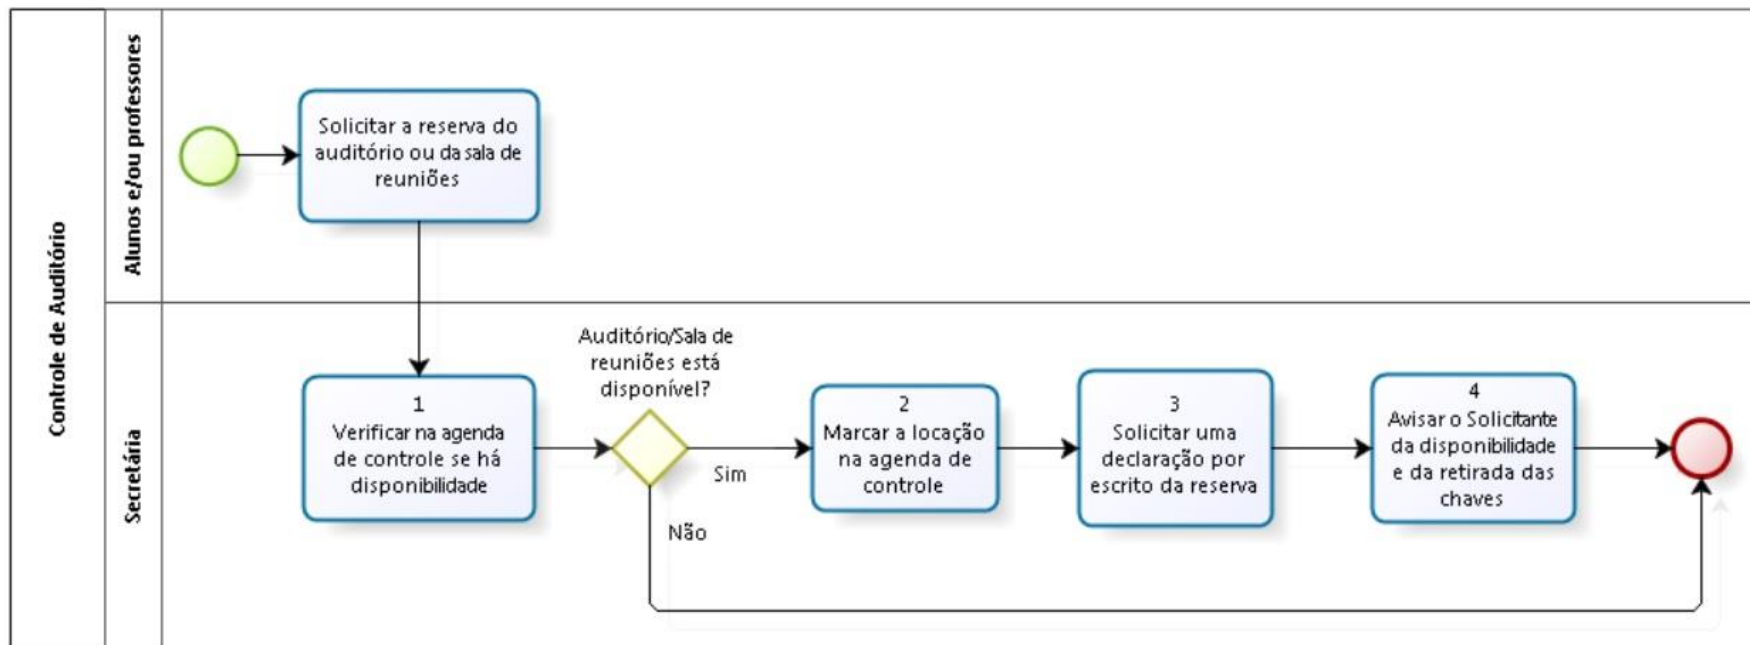 Controle de Auditório
Alunos e/ou professores
Solicitar a reserva do
auditório ou da sala de
reuniões
Secretária
1
Verificar na agenda
de controle se há
disponibilidade
Auditório/Sala de
reuniões está
disponível?
Sim
Não
2
Marcar a locação
na agenda de
controle
3
Solicitar uma
declaração por
escrito da reserva
4
Avisar o Solicitante
da disponibilidade
e da retirada das
chaves